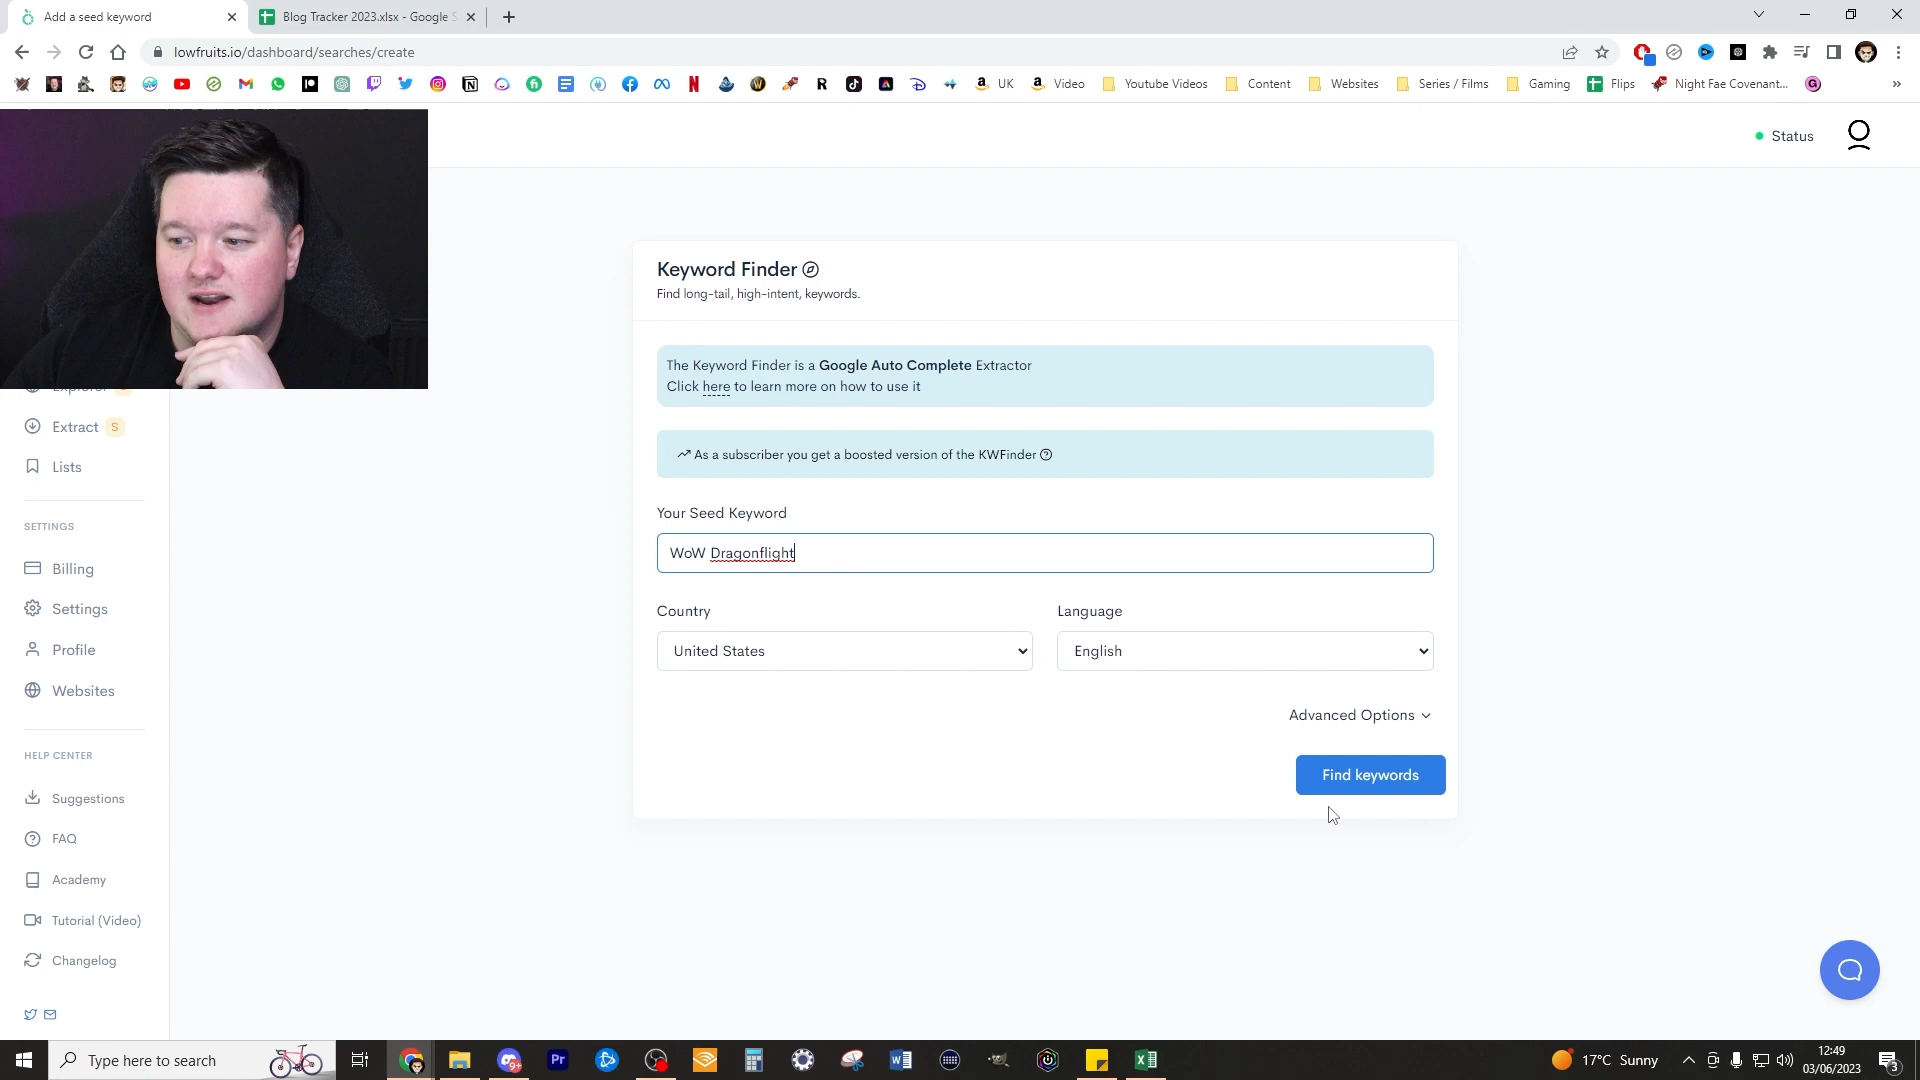 Add a seed keyword
Blog Tracker 2023.xlsx - Google S
lowfruits.io/dashboard/searches/create
UK
Video
Youtube Videos
Content
Websites
Series / Films
Gaming
Flips
Night Fae Covenant...
Status
Keyword Finder
Find long-tail, high-intent, keywords.
The Keyword Finder is a Google Auto Complete Extractor
Click here to learn more on how to use it
As a subscriber you get a boosted version of the KWFinder
Your Seed Keyword
WoW Dragonflight
Country
Language
United States
English
Advanced Options
Find keywords
Extract S
Lists
SETTINGS
Billing
Settings
Profile
Websites
HELP CENTER
Suggestions
FAQ
Academy
Tutorial (Video)
Changelog
Type here to search
9+
Pr
17°C Sunny
12:49
03/06/2023
3